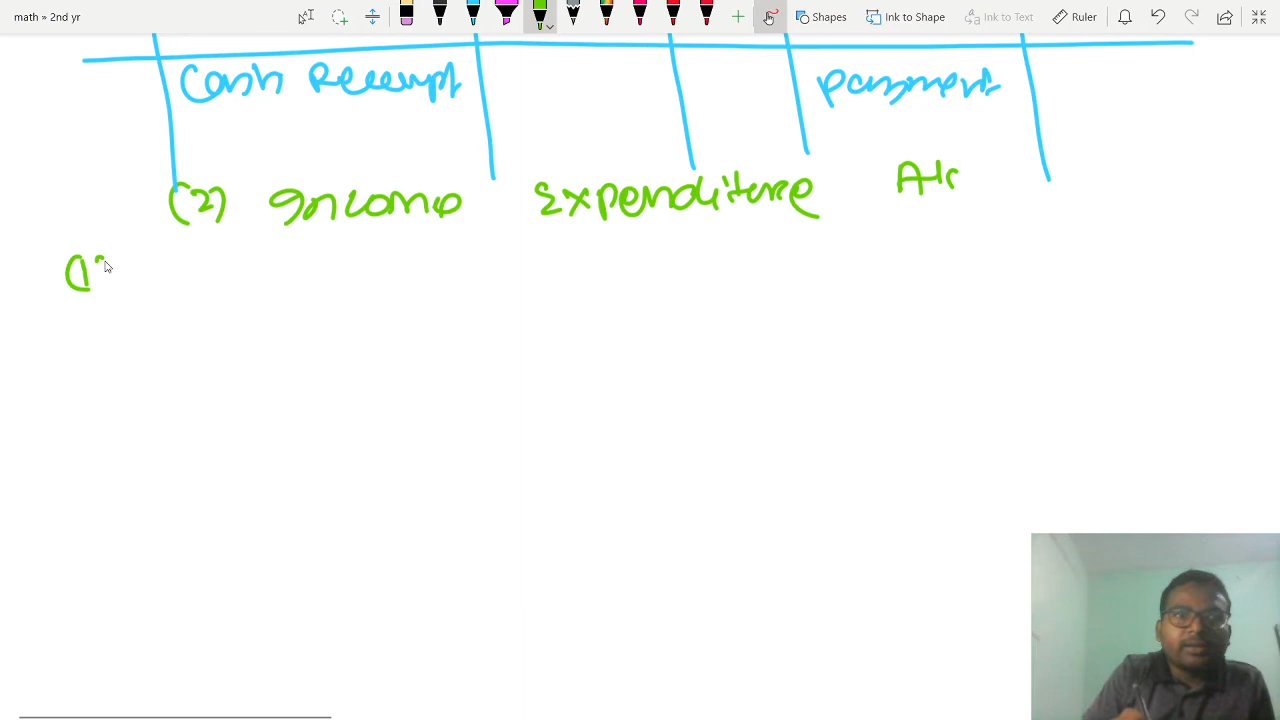 math » 2nd yr
Shapes Ink to Shape Ink to Text Ruler
Cash Receipt payment
(2) Income Expenditure A/c